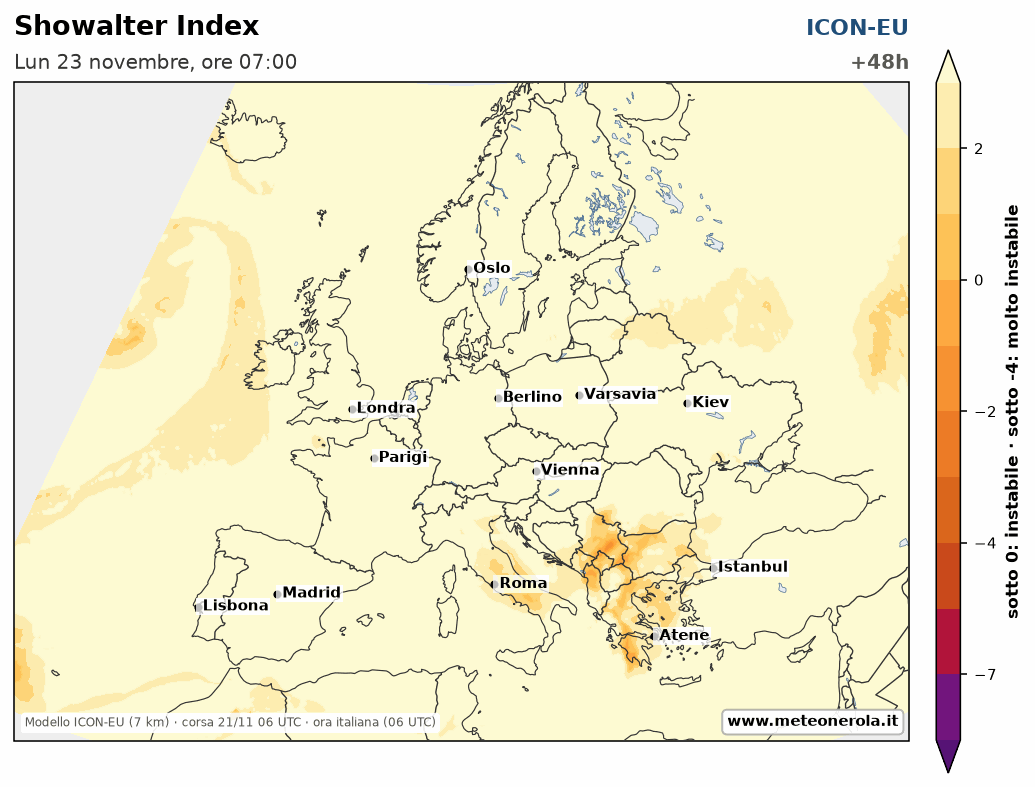 Showalter Index
ICON-EU
Lun 23 novembre, ore 07:00
+48h
Oslo
Londra
Berlino
Varsavia
Kiev
Parigi
Vienna
Istanbul
Roma
Madrid
Lisbona
Atene
Modello ICON-EU (7 km) · corsa 21/11 06 UTC · ora italiana (06 UTC)
www.meteonerola.it
2
0
−2
−4
−7
sotto 0: instabile · sotto -4: molto instabile